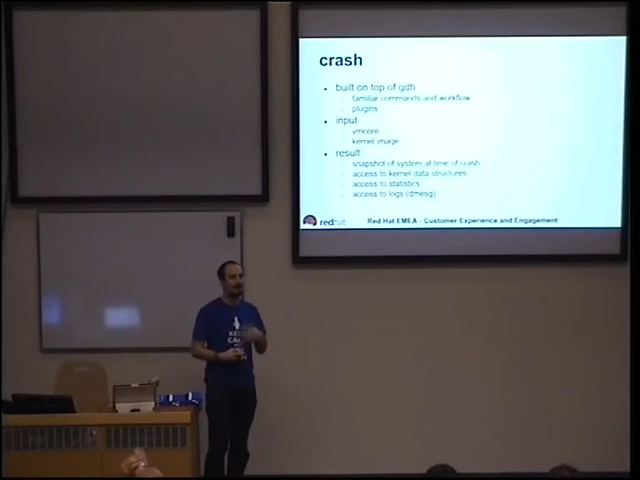 crash
• built on top of gdb
- familiar commands and workflow
- plugins
• input:
- vmcore
- kernel image
• result:
- snapshot of system at time of crash
- access to kernel data structures
- access to statistics
- access to logs (dmesg)
redhat
Red Hat EMEA - Customer Experience and Engagement
KEEP
CALM